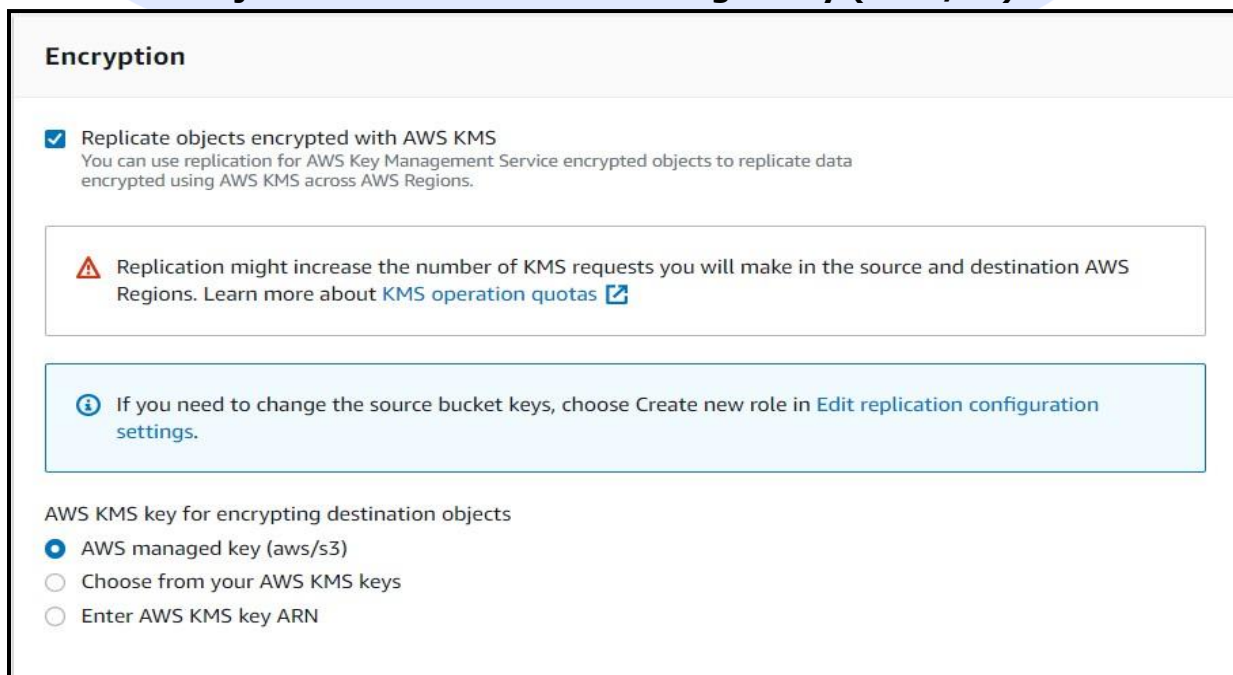 Encryption
Replicate objects encrypted with AWS KMS
You can use replication for AWS Key Management Service encrypted objects to replicate data
encrypted using AWS KMS across AWS Regions.
Replication might increase the number of KMS requests you will make in the source and destination AWS
Regions. Learn more about KMS operation quotas
If you need to change the source bucket keys, choose Create new role in Edit replication configuration
settings.
AWS KMS key for encrypting destination objects
AWS managed key (aws/s3)
Choose from your AWS KMS keys
Enter AWS KMS key ARN